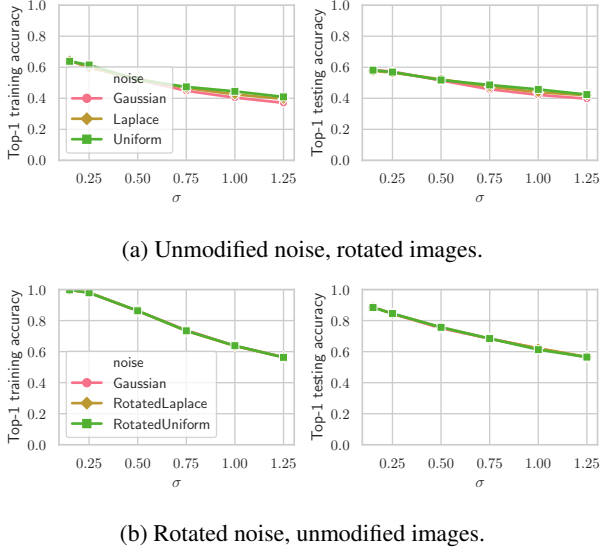 1.0
0.8
0.6
0.4
0.2
0.0
Top-1 training accuracy
noise
Gaussian
Laplace
Uniform
0.25 0.50 0.75 1.00 1.25
σ
1.0
0.8
0.6
0.4
0.2
0.0
Top-1 testing accuracy
0.25 0.50 0.75 1.00 1.25
σ
(a) Unmodified noise, rotated images.
1.0
0.8
0.6
0.4
0.2
0.0
Top-1 training accuracy
noise
Gaussian
RotatedLaplace
RotatedUniform
0.25 0.50 0.75 1.00 1.25
σ
1.0
0.8
0.6
0.4
0.2
0.0
Top-1 testing accuracy
0.25 0.50 0.75 1.00 1.25
σ
(b) Rotated noise, unmodified images.